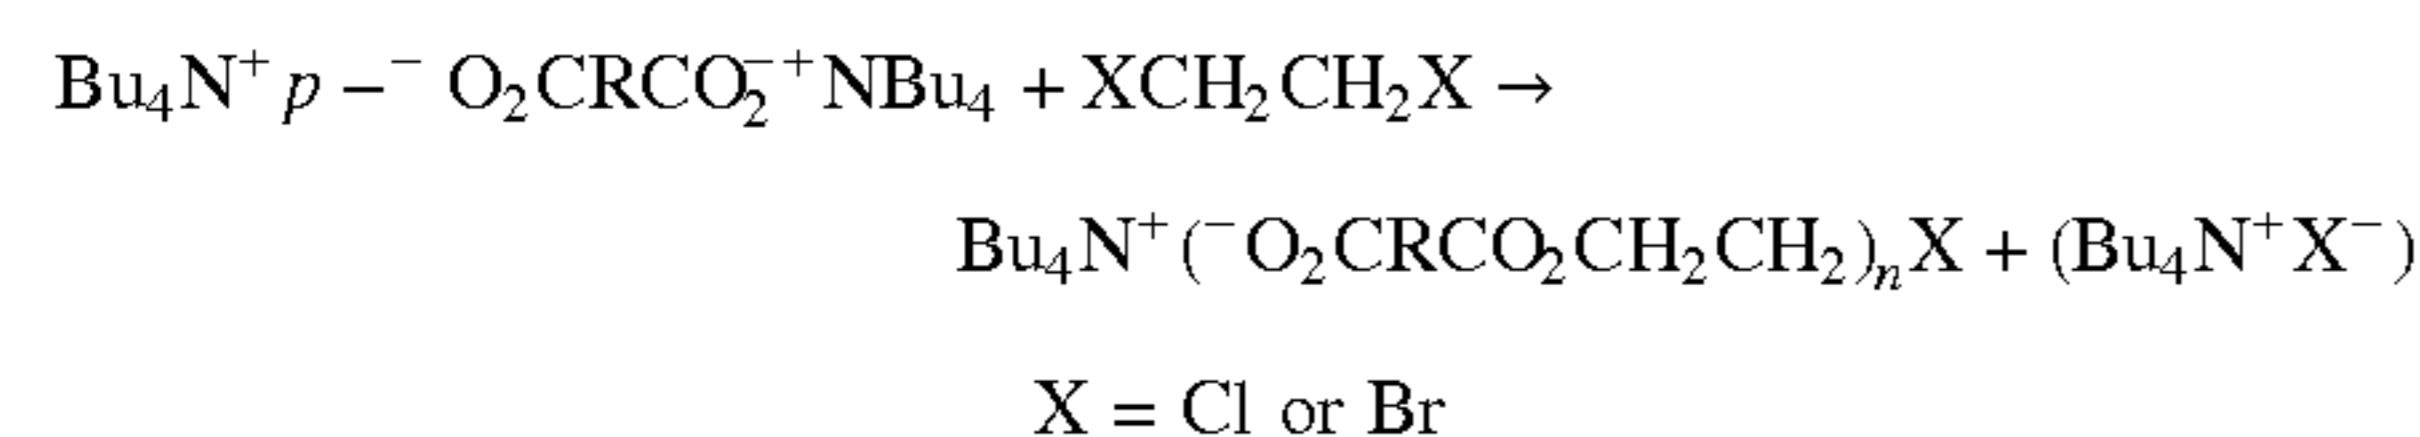 Bu₄N⁺ p –⁻ O₂CRCO₂⁻⁺NBu₄ + XCH₂CH₂X →
Bu₄N⁺(⁻O₂CRCO₂CH₂CH₂)ₙX + (Bu₄N⁺X⁻)
X = Cl or Br